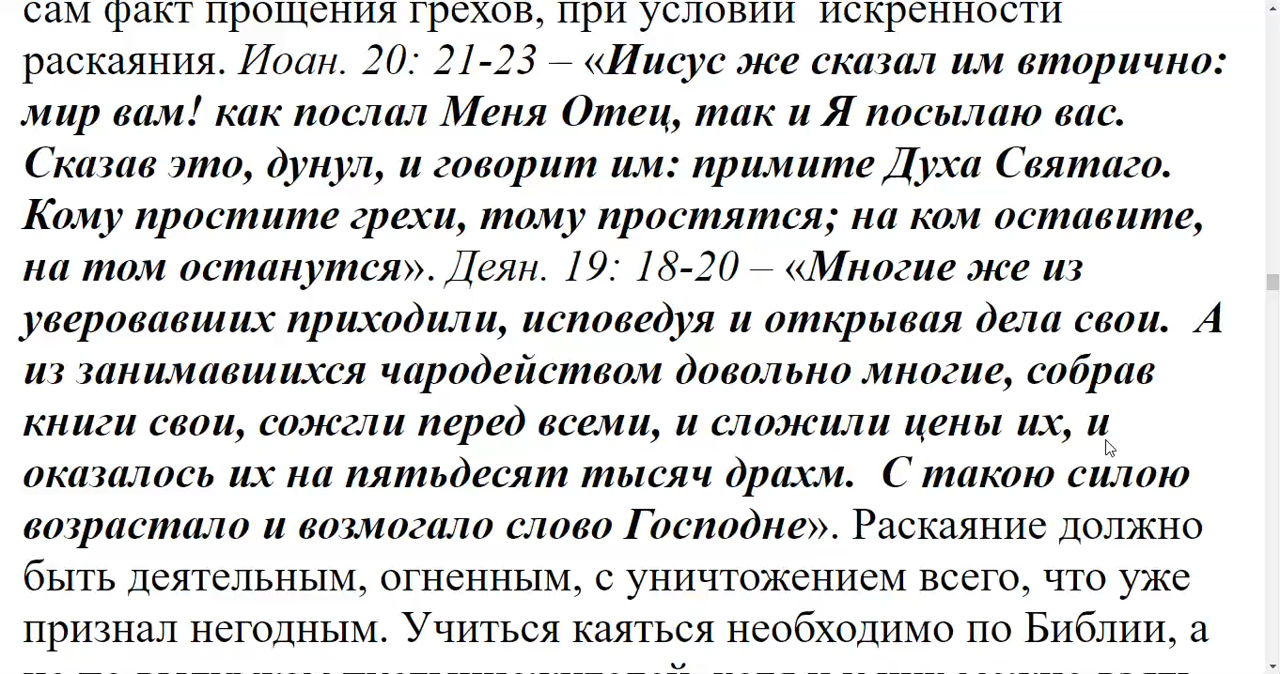 сам факт прощения грехов, при условии искренности
раскаяния. Иоан. 20: 21-23 – «Иисус же сказал им вторично:
мир вам! как послал Меня Отец, так и Я посылаю вас.
Сказав это, дунул, и говорит им: примите Духа Святаго.
Кому простите грехи, тому простятся; на ком оставите,
на том останутся». Деян. 19: 18-20 – «Многие же из
уверовавших приходили, исповедуя и открывая дела свои. А
из занимавшихся чародейством довольно многие, собрав
книги свои, сожгли перед всеми, и сложили цены их, и
оказалось их на пятьдесят тысяч драхм. С такою силою
возрастало и возмогало слово Господне». Раскаяние должно
быть деятельным, огненным, с уничтожением всего, что уже
признал негодным. Учиться каяться необходимо по Библии, а